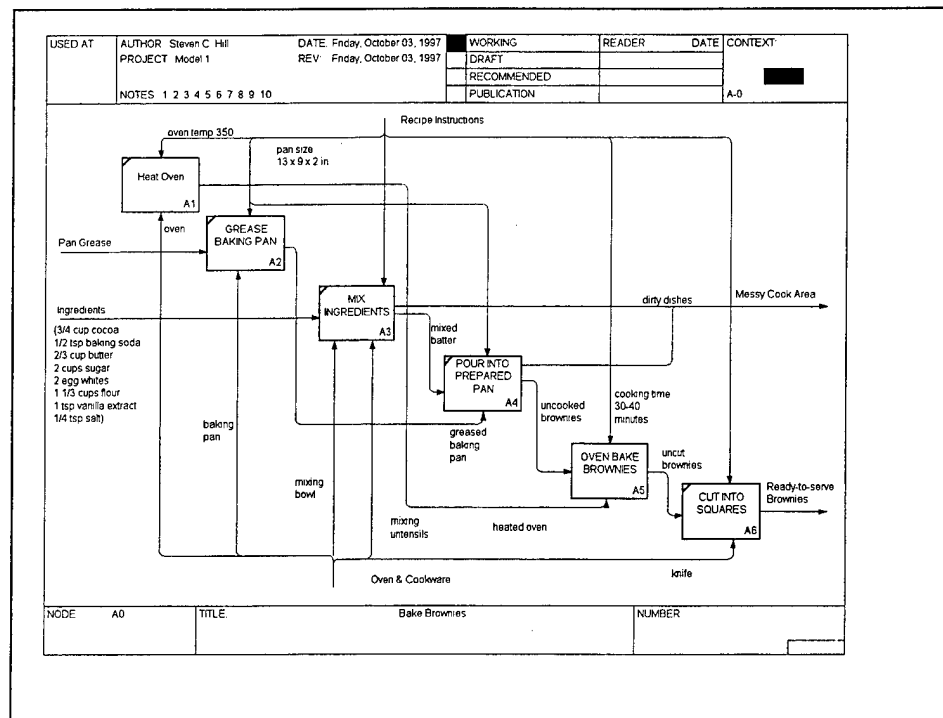 USED AT
AUTHOR Steven C Hill
DATE. Friday, October 03, 1997
PROJECT Model 1
REV Friday, October 03, 1997
NOTES 1 2 3 4 5 6 7 8 9 10
WORKING
DRAFT
RECOMMENDED
PUBLICATION
READER DATE
CONTEXT
A-0
Recipe Instructions
oven temp 350
pan size
13 x 9 x 2 in
Heat Oven
A1
oven
Pan Grease
GREASE
BAKING PAN
A2
MIX
INGREDIENTS
A3
dirty dishes
Messy Cook Area
Ingredients
(3/4 cup cocoa
1/2 tsp baking soda
2/3 cup butter
2 cups sugar
2 egg whites
1 1/3 cups flour
1 tsp vanilla extract
1/4 tsp salt)
mixed
batter
POUR INTO
PREPARED
PAN
A4
baking
pan
greased
baking
pan
uncooked
brownies
cooking time
30-40
minutes
OVEN BAKE
BROWNIES
A5
uncut
brownies
mixing
bowl
CUT INTO
SQUARES
A6
Ready-to-serve
Brownies
mixing
untensils
heated oven
knife
Oven & Cookware
NODE A0
TITLE. Bake Brownies
NUMBER